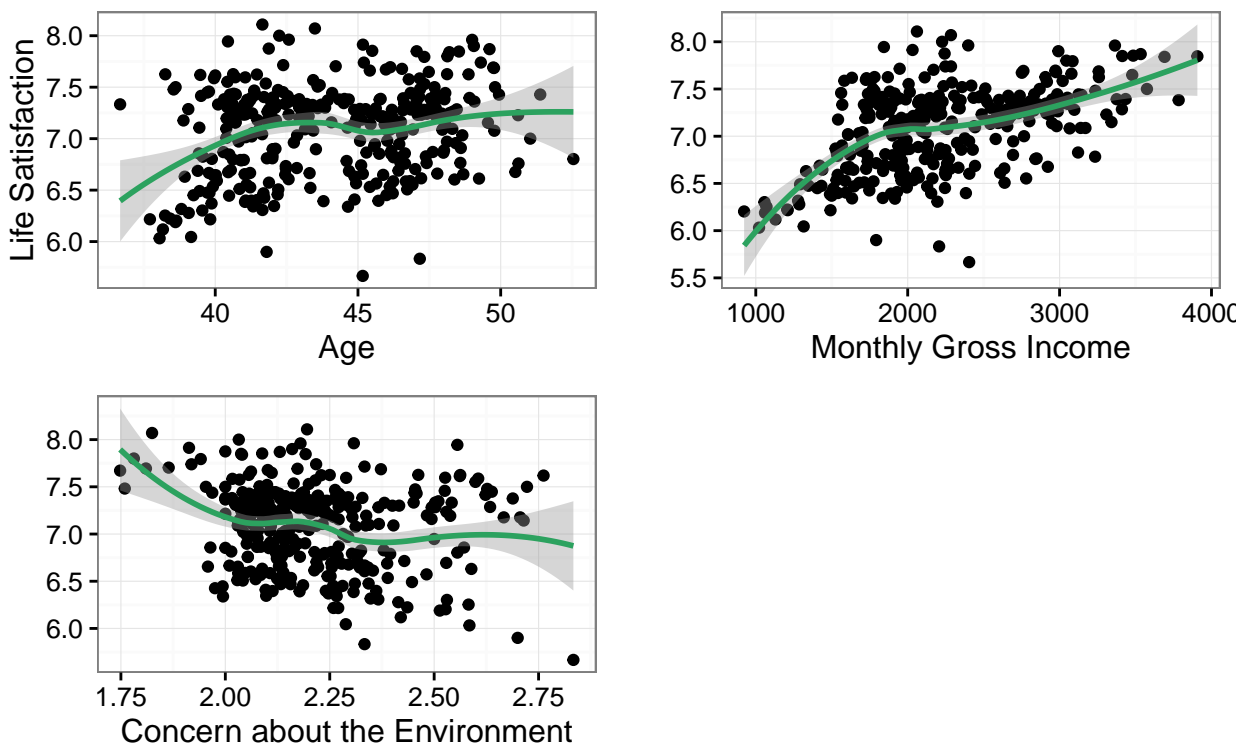 Life Satisfaction
8.0
7.5
7.0
6.5
6.0
40 45 50
Age
8.0
7.5
7.0
6.5
6.0
5.5
1000 2000 3000 4000
Monthly Gross Income
8.0
7.5
7.0
6.5
6.0
1.75 2.00 2.25 2.50 2.75
Concern about the Environment